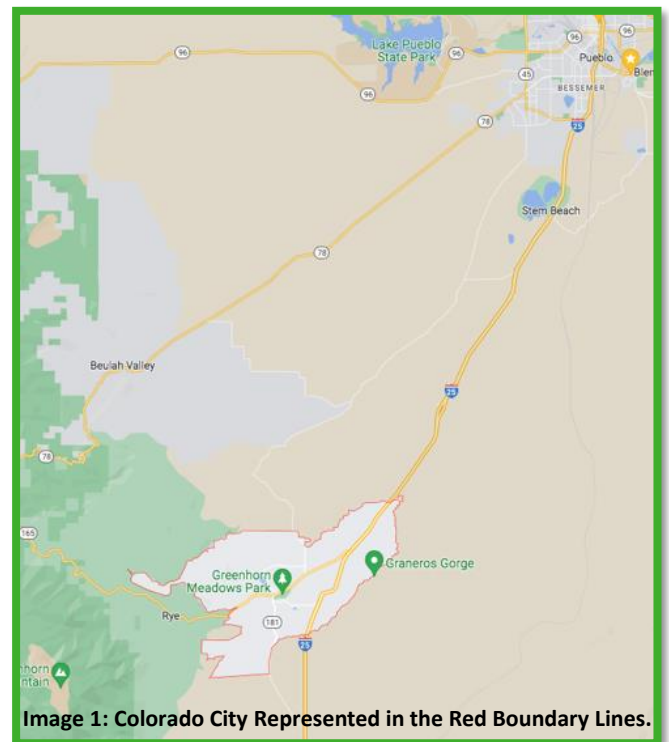 96
96
Lake Pueblo
State Park
96
96
Pueblo
Blen
45
BESSEMER
96
78
25
Stem Beach
78
Beulah Valley
25
78
165
Greenhorn
Meadows Park
Graneros Gorge
Rye
181
25
nhorn
ntain
Image 1: Colorado City Represented in the Red Boundary Lines.